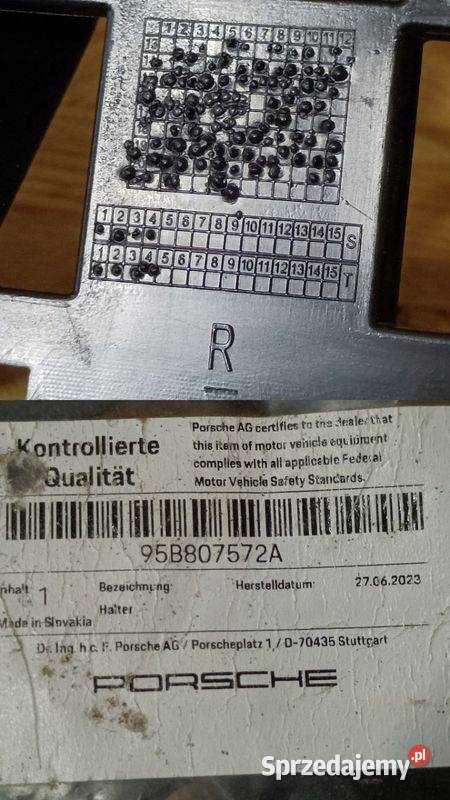 1 2 3 4 5 6 7 8 9 10 11 12
13
1 2 3 4 5 6 7 8 9 10 11 12 13 14 15 S
1 2 3 4 5 6 7 8 9 10 11 12 13 14 15 T
R
Kontrollierte
Qualität
Porsche AG certifies to the dealer that
this item of motor vehicle equipment
complies with all applicable Federal
Motor Vehicle Safety Standards.
95B807572A
nhalt: 1 Bezeichnung: Herstelldatum: 27.06.2023
Halter
Made in Slovakia
Dr. Ing. h.c. F. Porsche AG / Porscheplatz 1 / D-70435 Stuttgart
PORSCHE
Sprzedajemy.pl